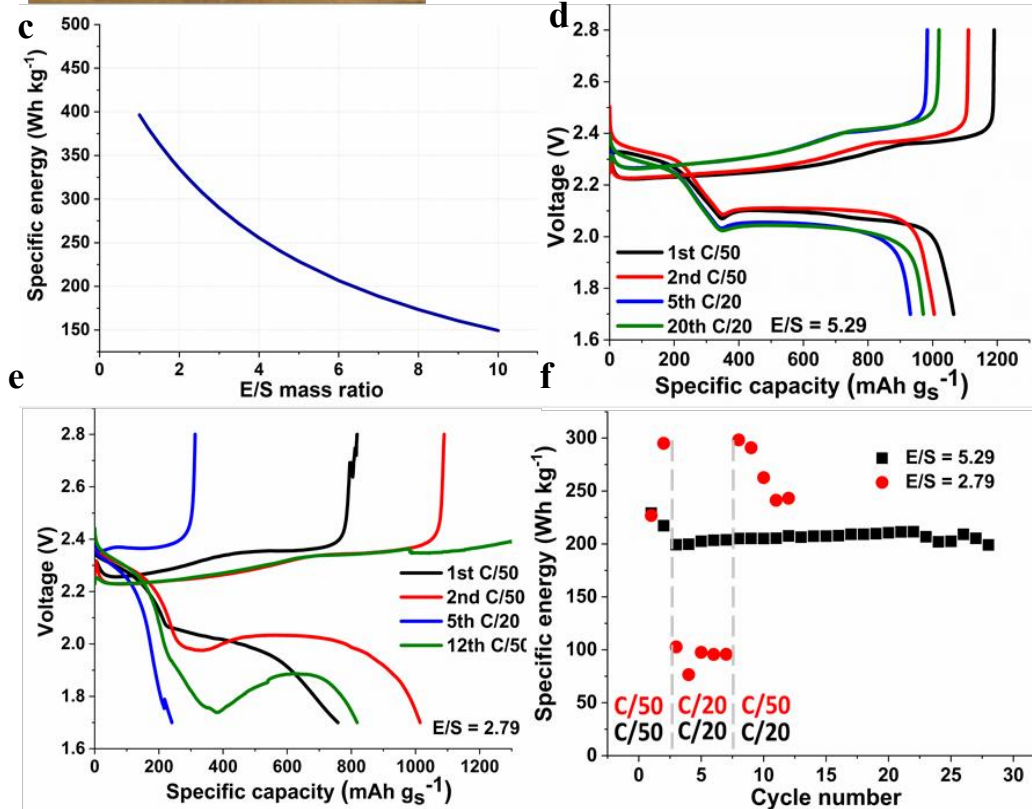 c
500
450
400
350
300
250
200
150
Specific energy (Wh kg-1)
0 2 4 6 8 10
E/S mass ratio
d
2.8
2.6
2.4
2.2
2.0
1.8
1.6
Voltage (V)
1st C/50
2nd C/50
5th C/20
20th C/20 E/S = 5.29
0 200 400 600 800 1000 1200
Specific capacity (mAh gs-1)
e
2.8
2.6
2.4
2.2
2.0
1.8
1.6
Voltage (V)
1st C/50
2nd C/50
5th C/20
12th C/50
E/S = 2.79
0 200 400 600 800 1000 1200
Specific capacity (mAh gs-1)
f
300
250
200
150
100
50
0
Specific energy (Wh kg-1)
E/S = 5.29
E/S = 2.79
C/50 C/20 C/50
C/50 C/20 C/20
0 5 10 15 20 25 30
Cycle number